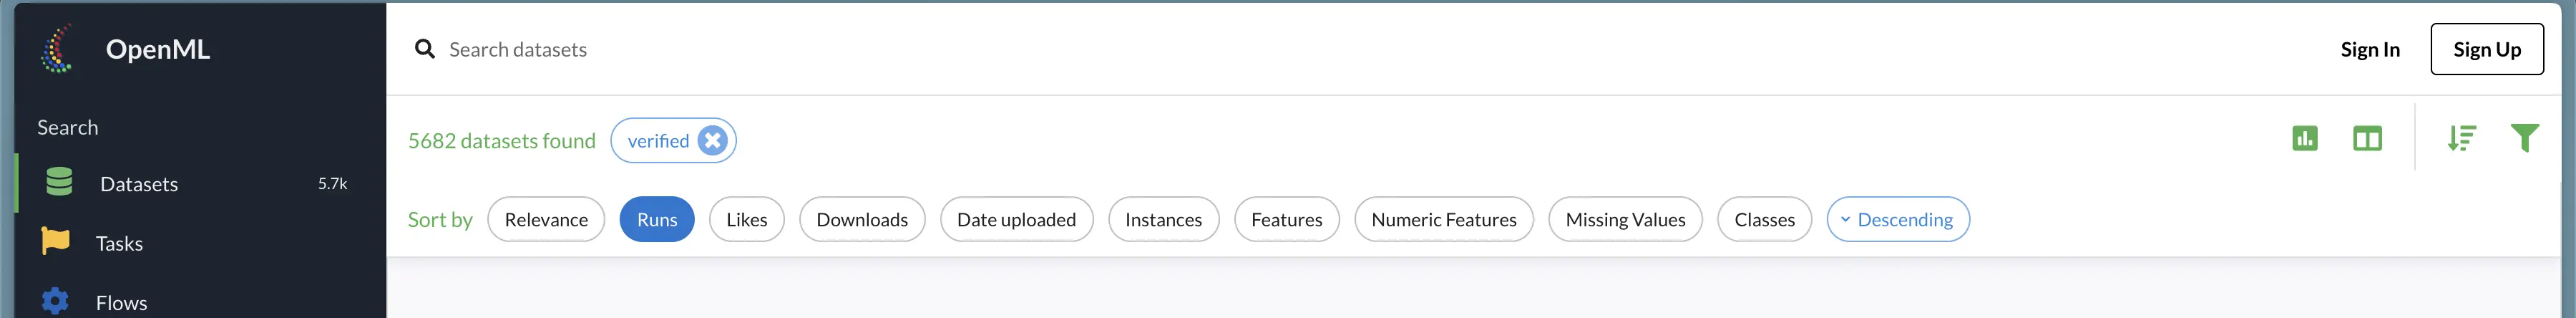 OpenML
Search datasets
Sign In
Sign Up
Search
5682 datasets found
verified
Datasets 5.7k
Sort by Relevance Runs Likes Downloads Date uploaded Instances Features Numeric Features Missing Values Classes Descending
Tasks
Flows